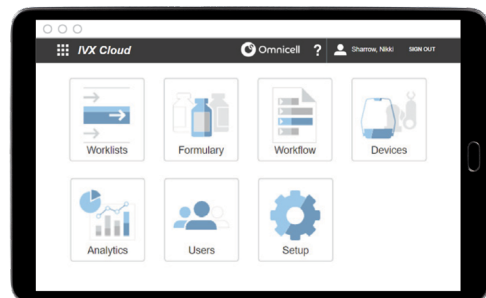 IVX Cloud Omnicell ? Sharrow, Nikki SIGN OUT
Worklists Formulary Workflow Devices
Analytics Users Setup